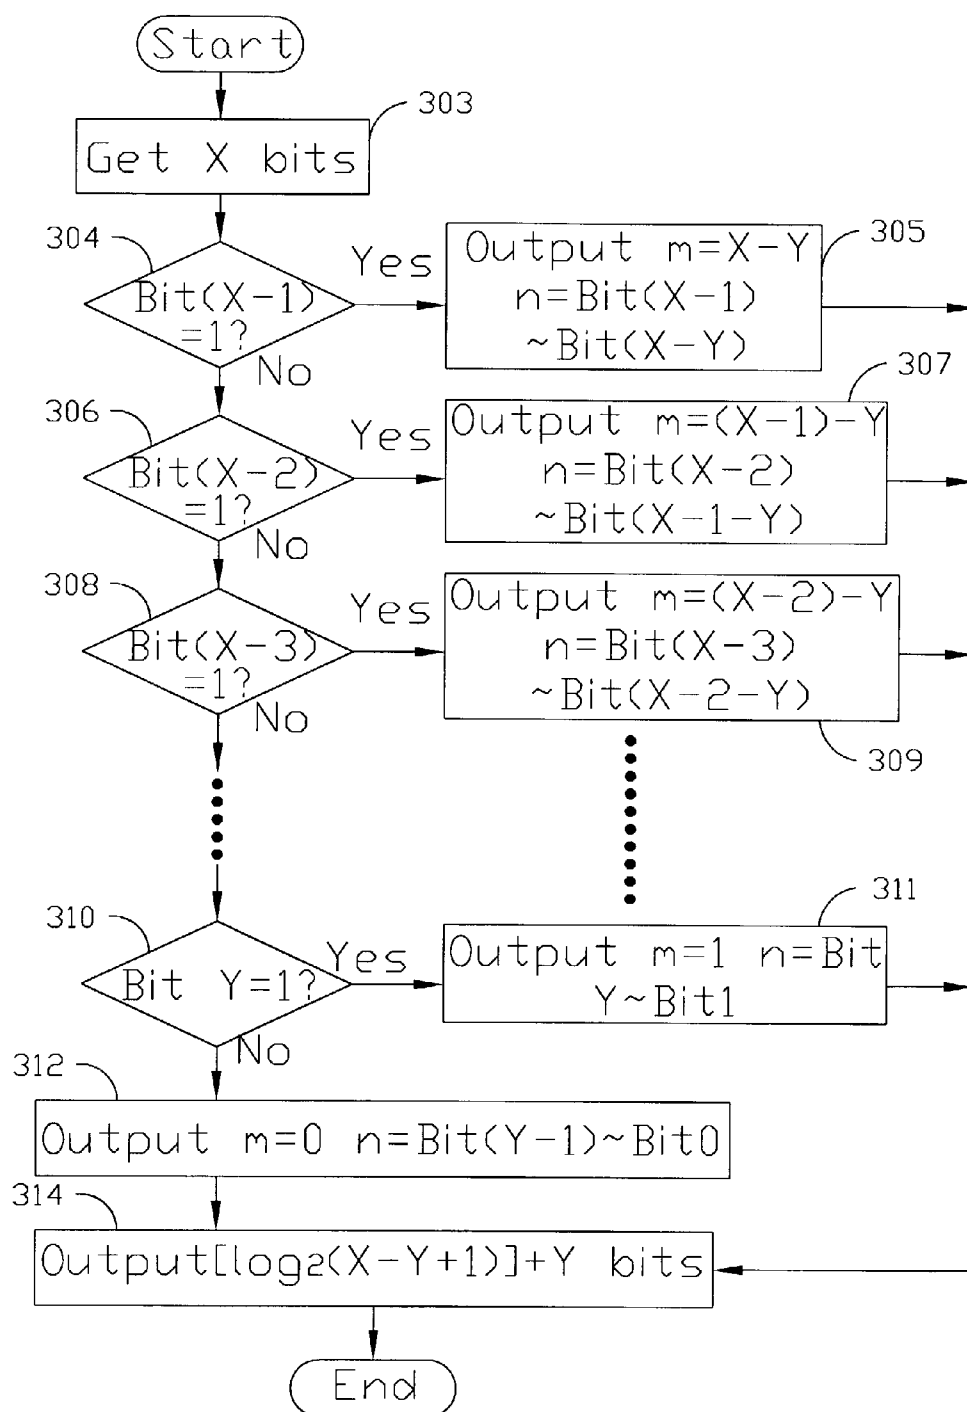 Start
303
Get X bits
304
Bit(X-1)
=1?
Yes
No
Output m=X-Y
n=Bit(X-1)
~Bit(X-Y)
305
306
Bit(X-2)
=1?
Yes
No
307
Output m=(X-1)-Y
n=Bit(X-2)
~Bit(X-1-Y)
308
Bit(X-3)
=1?
Yes
No
Output m=(X-2)-Y
n=Bit(X-3)
~Bit(X-2-Y)
309
310
Bit Y=1?
Yes
No
311
Output m=1 n=Bit
Y~Bit1
312
Output m=0 n=Bit(Y-1)~Bit0
314
Output[log2(X-Y+1)]+Y bits
End